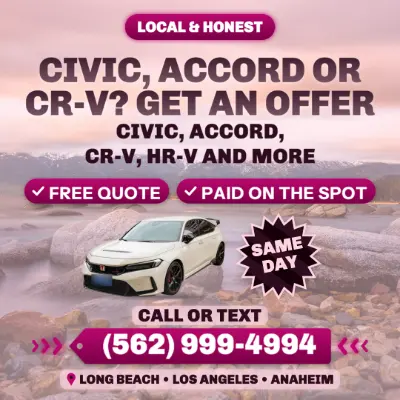 LOCAL & HONEST
CIVIC, ACCORD OR
CR-V? GET AN OFFER
CIVIC, ACCORD,
CR-V, HR-V AND MORE
FREE QUOTE
PAID ON THE SPOT
SAME
DAY
CALL OR TEXT
(562) 999-4994
LONG BEACH • LOS ANGELES • ANAHEIM